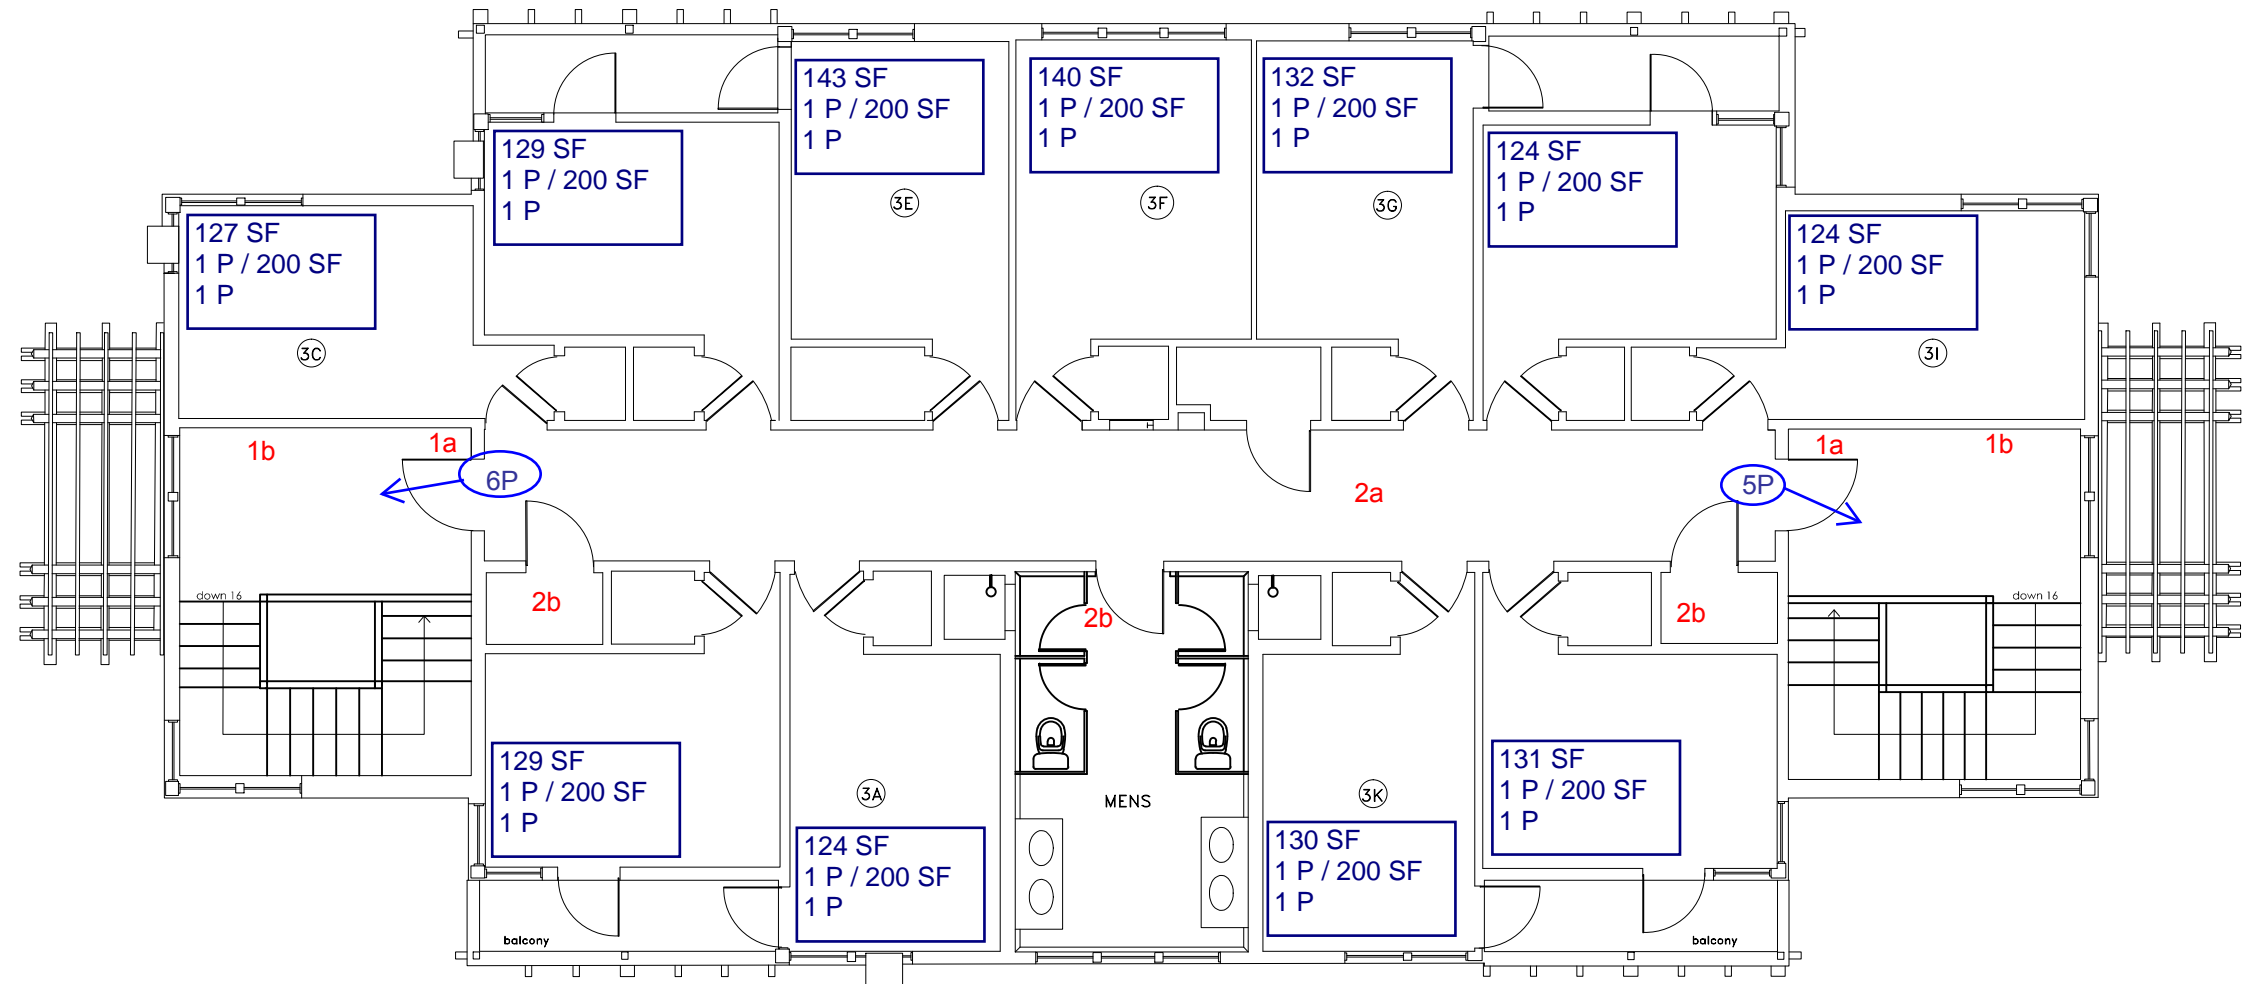 143 SF
1 P / 200 SF
1 P
140 SF
1 P / 200 SF
1 P
132 SF
1 P / 200 SF
1 P
129 SF
1 P / 200 SF
1 P
124 SF
1 P / 200 SF
1 P
3E
3F
3G
127 SF
1 P / 200 SF
1 P
124 SF
1 P / 200 SF
1 P
3C
3I
1b
1a
1a
1b
6P
2a
5P
down 16
2b
2b
2b
down 16
129 SF
1 P / 200 SF
1 P
3A
MENS
3K
131 SF
1 P / 200 SF
1 P
124 SF
1 P / 200 SF
1 P
130 SF
1 P / 200 SF
1 P
balcony
balcony